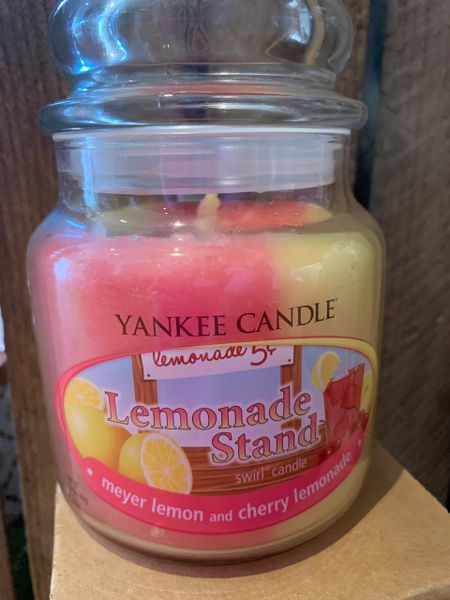 YANKEE CANDLE®
lemonade 5¢
Lemonade
Stand
swirl candle
• meyer lemon and cherry lemonade •